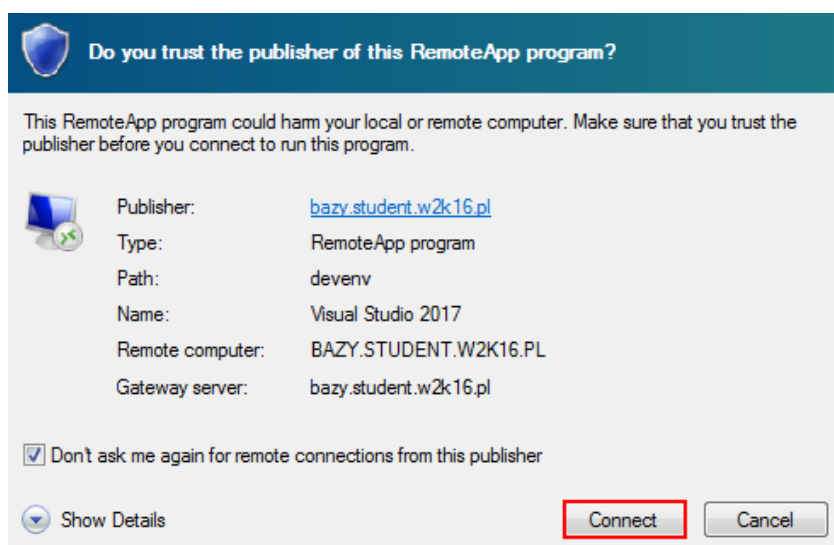 Do you trust the publisher of this RemoteApp program?
This RemoteApp program could harm your local or remote computer. Make sure that you trust the
publisher before you connect to run this program.
Publisher: bazy.student.w2k16.pl
Type: RemoteApp program
Path: devenv
Name: Visual Studio 2017
Remote computer: BAZY.STUDENT.W2K16.PL
Gateway server: bazy.student.w2k16.pl
Don't ask me again for remote connections from this publisher
Show Details Connect Cancel